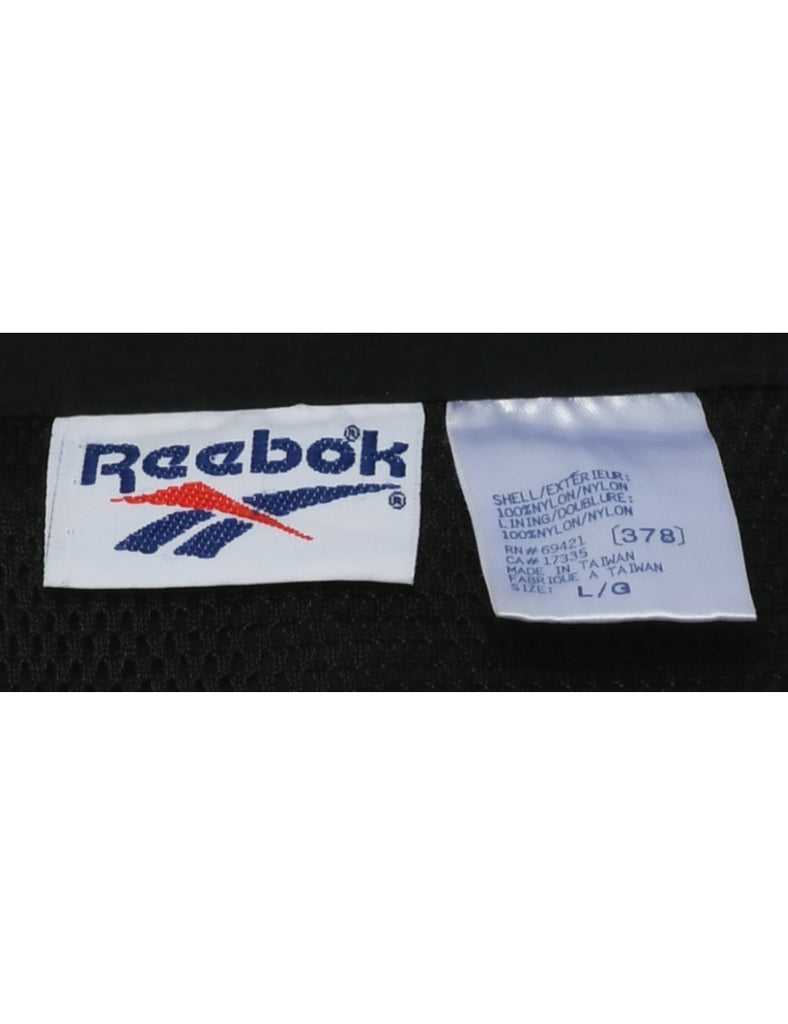 Reebok®
®
SHELL/EXTÉRIEUR:
100%NYLON/NYLON
LINING/DOUBLURE:
100%NYLON/NYLON
[378]
RN# 69421
CA# 17335
MADE IN TAIWAN
FABRIQUE A TAIWAN
SIZE: L/G